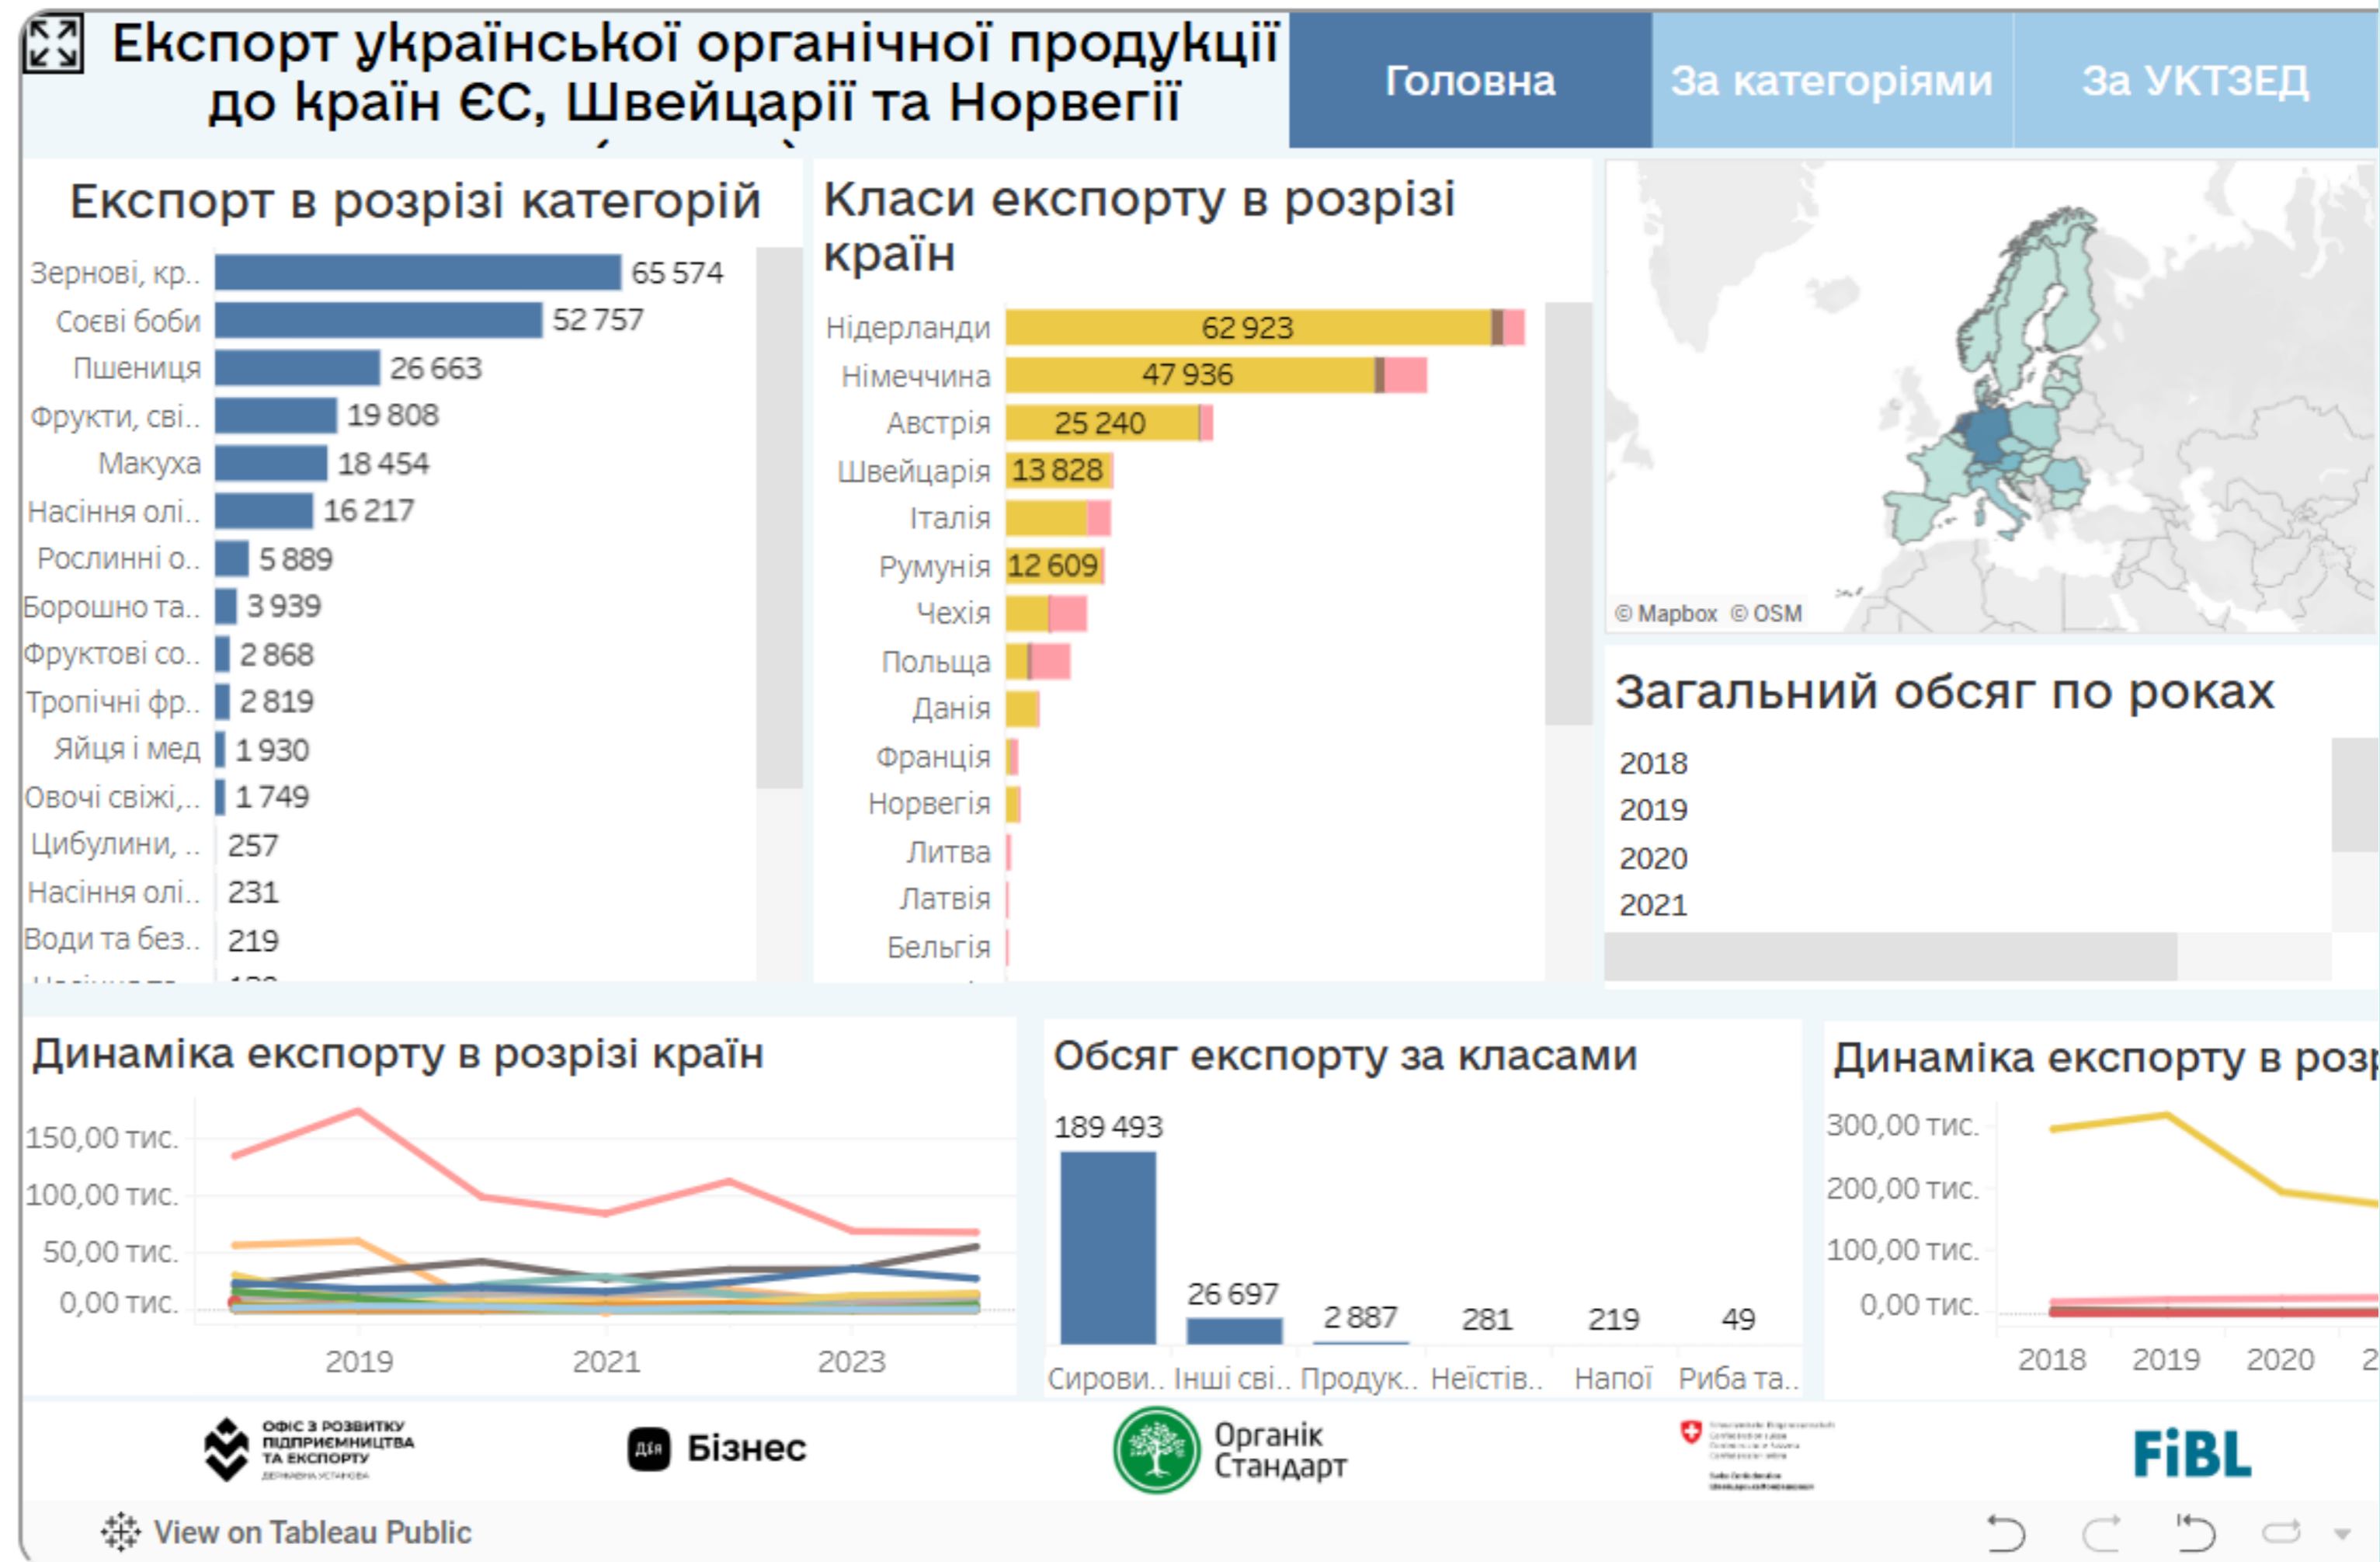 Експорт української органічної продукції
до країн ЄС, Швейцарії та Норвегії
Головна
За категоріями
За УКТЗЕД
Експорт в розрізі категорій
Зернові, кр.. 65 574
Соєві боби 52 757
Пшениця 26 663
Фрукти, сві.. 19 808
Макуха 18 454
Насіння олі.. 16 217
Рослинні о.. 5 889
Борошно та.. 3 939
Фруктові со.. 2 868
Тропічні фр.. 2 819
Яйця і мед 1 930
Овочі свіжі,.. 1 749
Цибулини, .. 257
Насіння олі.. 231
Води та без.. 219
Класи експорту в розрізі
країн
Нідерланди 62 923
Німеччина 47 936
Австрія 25 240
Швейцарія 13 828
Італія
Румунія 12 609
Чехія
Польща
Данія
Франція
Норвегія
Литва
Латвія
Бельгія
© Mapbox © OSM
Загальний обсяг по роках
2018
2019
2020
2021
Динаміка експорту в розрізі країн
150,00 тис.
100,00 тис.
50,00 тис.
0,00 тис.
2019 2021 2023
Обсяг експорту за класами
189 493 26 697 2 887 281 219 49
Сирови.. Інші сві.. Продук.. Неїстів.. Напої Риба та..
Динаміка експорту в розр
300,00 тис.
200,00 тис.
100,00 тис.
0,00 тис.
2018 2019 2020 2
ОФІС З РОЗВИТКУ
ПІДПРИЄМНИЦТВА
ТА ЕКСПОРТУ
ДЕРЖАВНА УСТАНОВА
Дія Бізнес
Органік
Стандарт
FiBL
View on Tableau Public